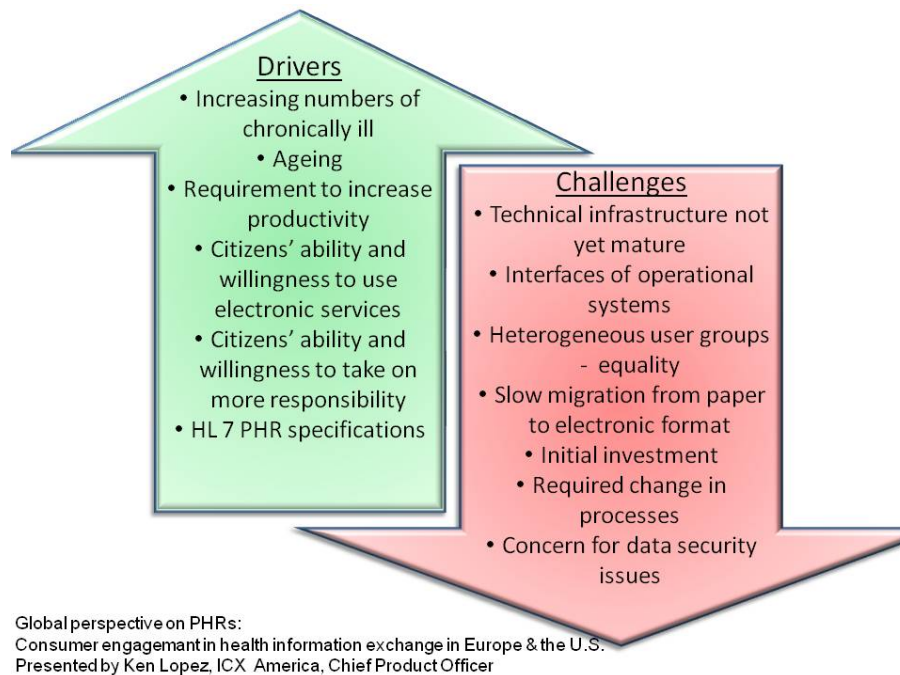 Drivers
• Increasing numbers of
chronically ill
• Ageing
• Requirement to increase
productivity
• Citizens' ability and
willingness to use
electronic services
• Citizens' ability and
willingness to take on
more responsibility
• HL 7 PHR specifications
Challenges
• Technical infrastructure not
yet mature
• Interfaces of operational
systems
• Heterogeneous user groups
- equality
• Slow migration from paper
to electronic format
• Initial investment
• Required change in
processes
• Concern for data security
issues
Global perspective on PHRs:
Consumer engagemant in health information exchange in Europe & the U.S.
Presented by Ken Lopez, ICX America, Chief Product Officer